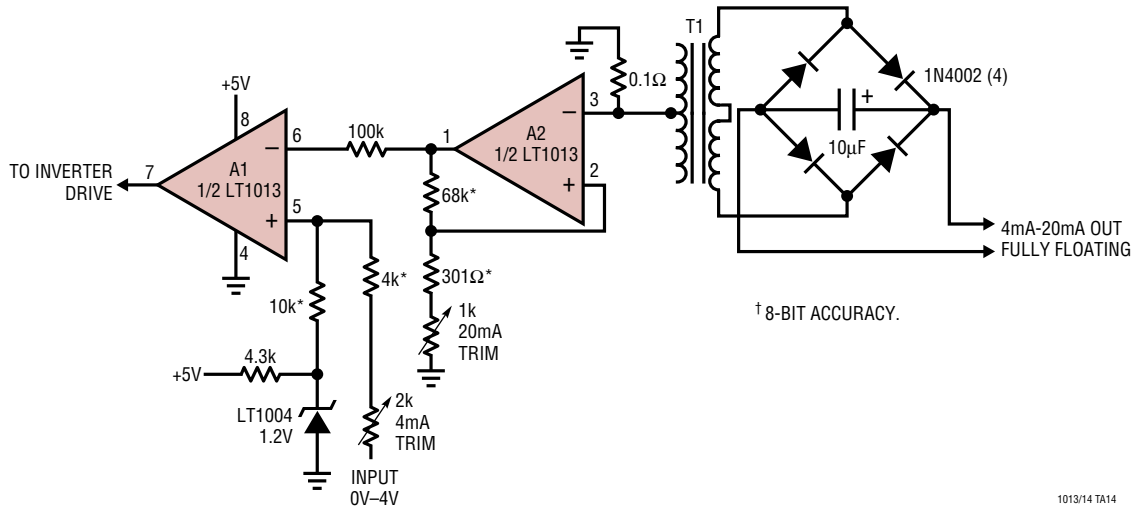 T1
0.1Ω
1N4002 (4)
+
10µF
4mA-20mA OUT
FULLY FLOATING
+5V
8
6
–
A1
1/2 LT1013
7
TO INVERTER
DRIVE
5
+
4
100k
1
A2
1/2 LT1013
3
–
2
+
68k*
301Ω*
1k
20mA
TRIM
4k*
10k*
4.3k
+5V
LT1004
1.2V
2k
4mA
TRIM
INPUT
0V–4V
† 8-BIT ACCURACY.
1013/14 TA14